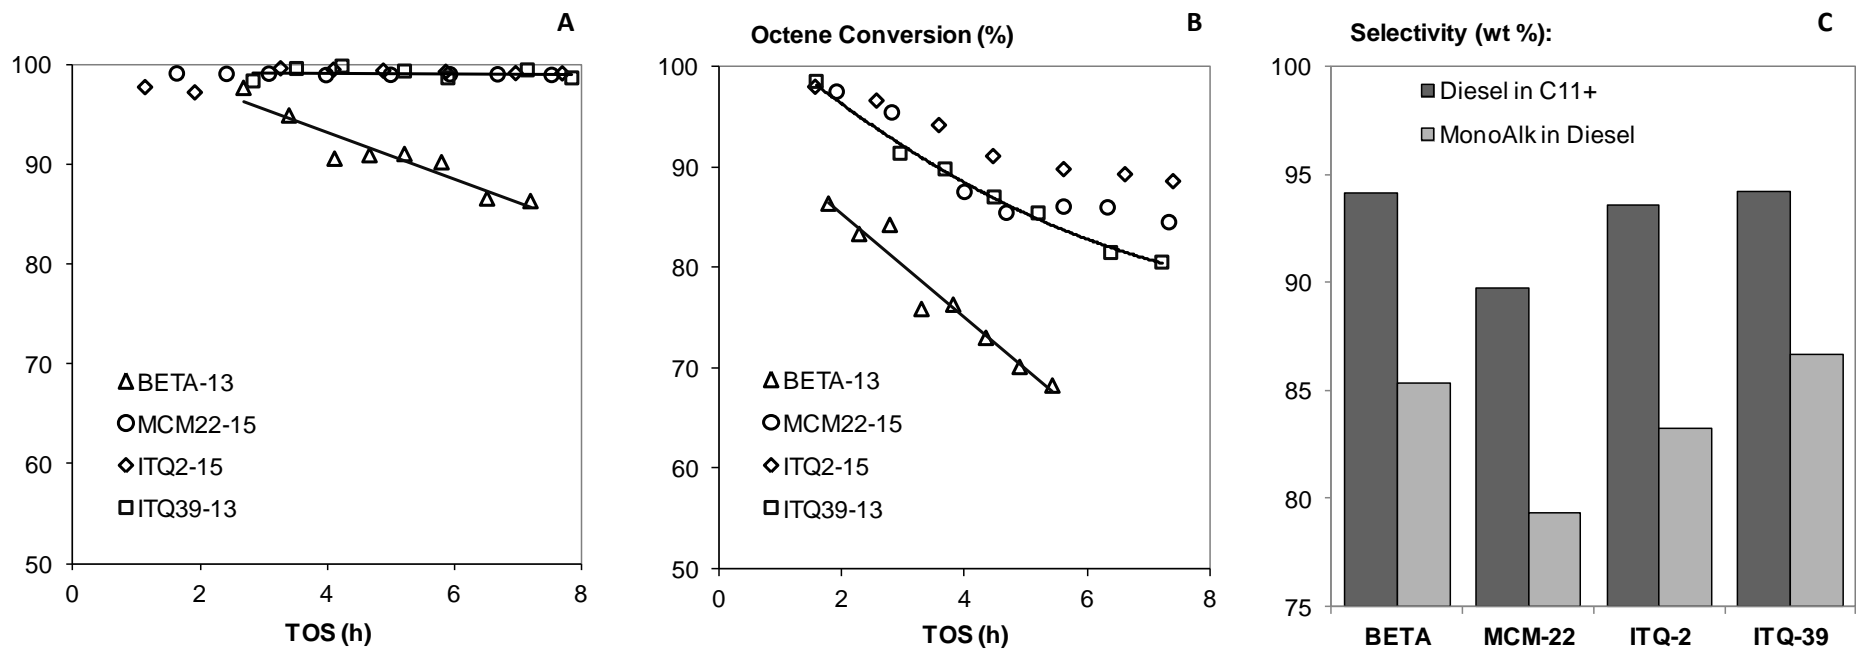 A
100
90
80
70
60
50
0 2 4 6 8
TOS (h)
BETA-13
MCM22-15
ITQ2-15
ITQ39-13
B
Octene Conversion (%)
100
90
80
70
60
50
0 2 4 6 8
TOS (h)
BETA-13
MCM22-15
ITQ2-15
ITQ39-13
Selectivity (wt %):
C
100
95
90
85
80
75
Diesel in C11+
MonoAlk in Diesel
BETA MCM-22 ITQ-2 ITQ-39